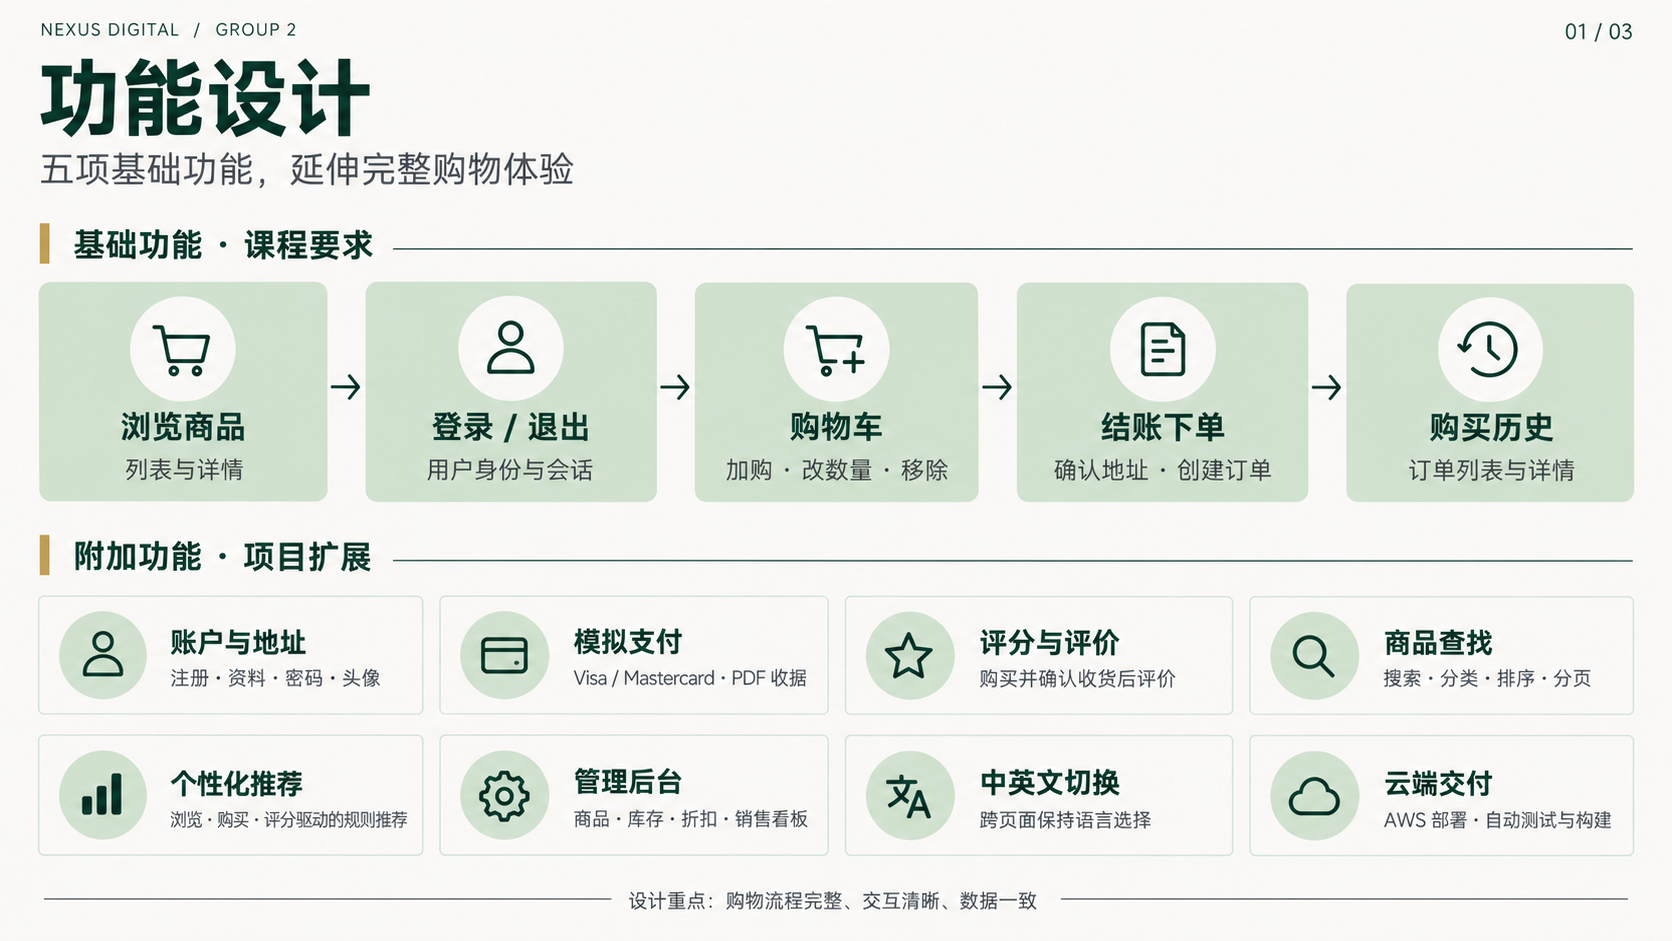 NEXUS DIGITAL / GROUP 2
01 / 03
功能设计
五项基础功能，延伸完整购物体验
基础功能 · 课程要求
浏览商品
列表与详情
登录 / 退出
用户身份与会话
购物车
加购 · 改数量 · 移除
结账下单
确认地址 · 创建订单
购买历史
订单列表与详情
附加功能 · 项目扩展
账户与地址
注册 · 资料 · 密码 · 头像
模拟支付
Visa / Mastercard · PDF 收据
评分与评价
购买并确认收货后评价
商品查找
搜索 · 分类 · 排序 · 分页
个性化推荐
浏览 · 购买 · 评分驱动的规则推荐
管理后台
商品 · 库存 · 折扣 · 销售看板
文A
中英文切换
跨页面保持语言选择
云端交付
AWS 部署 · 自动测试与构建
设计重点：购物流程完整、交互清晰、数据一致